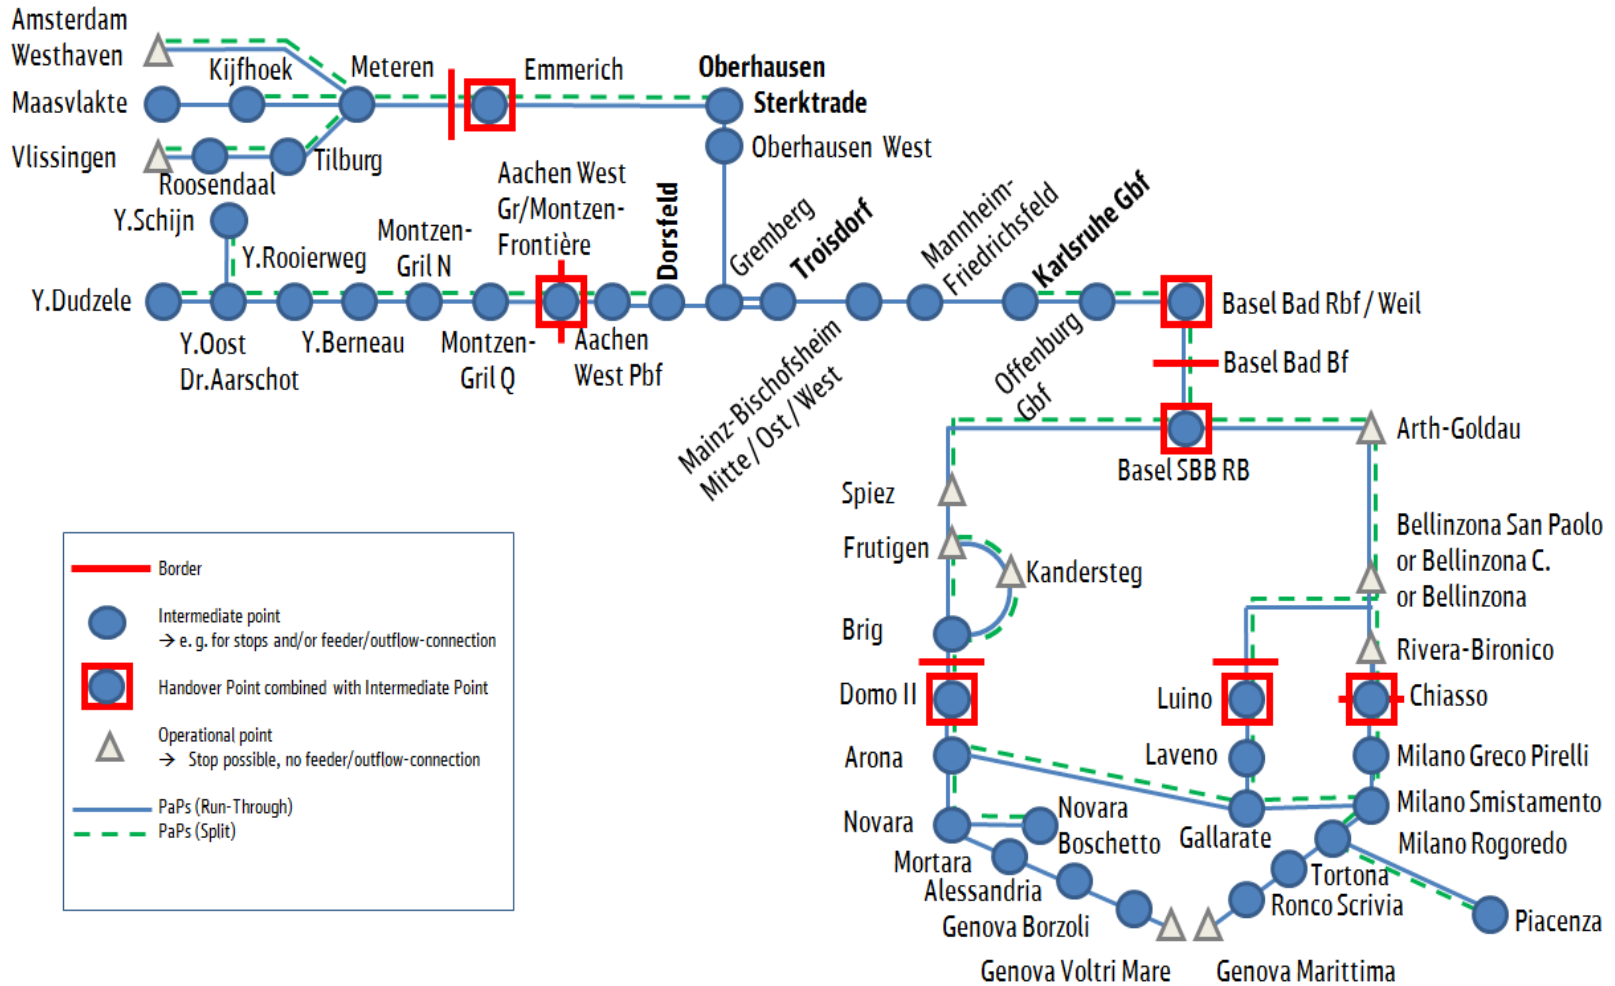 Amsterdam
Westhaven
Kijfhoek
Meteren
Emmerich
Oberhausen
Sterktrade
Maasvlakte
Oberhausen West
Vlissingen
Tilburg
Roosendaal
Aachen West
Gr/Montzen-
Frontière
Dorsfeld
Gremberg
Troisdorf
Mannheim-
Friedrichsfeld
Karlsruhe Gbf
Y.Schijn
Y.Rooierweg
Montzen-
Gril N
Y.Dudzele
Basel Bad Rbf / Weil
Y.Oost
Dr.Aarschot
Y.Berneau
Montzen-
Gril Q
Aachen
West Pbf
Mainz-Bischofsheim
Mitte / Ost / West
Offenburg
Gbf
Basel Bad Bf
Arth-Goldau
Basel SBB RB
Spiez
Frutigen
Kandersteg
Bellinzona San Paolo
or Bellinzona C.
or Bellinzona
Brig
Rivera-Bironico
Domo II
Luino
Chiasso
Arona
Laveno
Milano Greco Pirelli
Novara
Novara
Boschetto
Gallarate
Milano Smistamento
Milano Rogoredo
Mortara
Alessandria
Tortona
Ronco Scrivia
Genova Borzoli
Piacenza
Genova Voltri Mare
Genova Marittima
Border
Intermediate point
→ e. g. for stops and/or feeder/outflow-connection
Handover Point combined with Intermediate Point
Operational point
→ Stop possible, no feeder/outflow-connection
PaPs (Run-Through)
PaPs (Split)